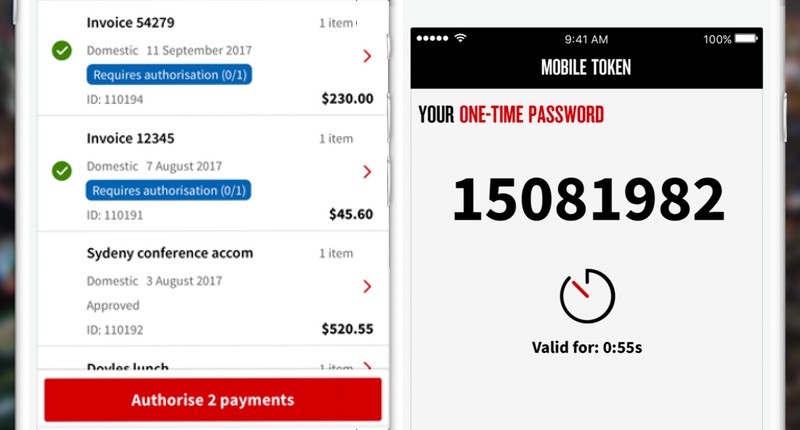 Invoice 54279
1 item
Domestic 11 September 2017
Requires authorisation (0/1)
ID: 110194
$230.00
Invoice 12345
1 item
Domestic 7 August 2017
Requires authorisation (0/1)
ID: 110191
$45.60
Sydeny conference accom
1 item
Domestic 3 August 2017
Approved
ID: 110192
$520.55
Doyles lunch
1 item
Authorise 2 payments
9:41 AM
100%
MOBILE TOKEN
YOUR ONE-TIME PASSWORD
15081982
Valid for: 0:55s